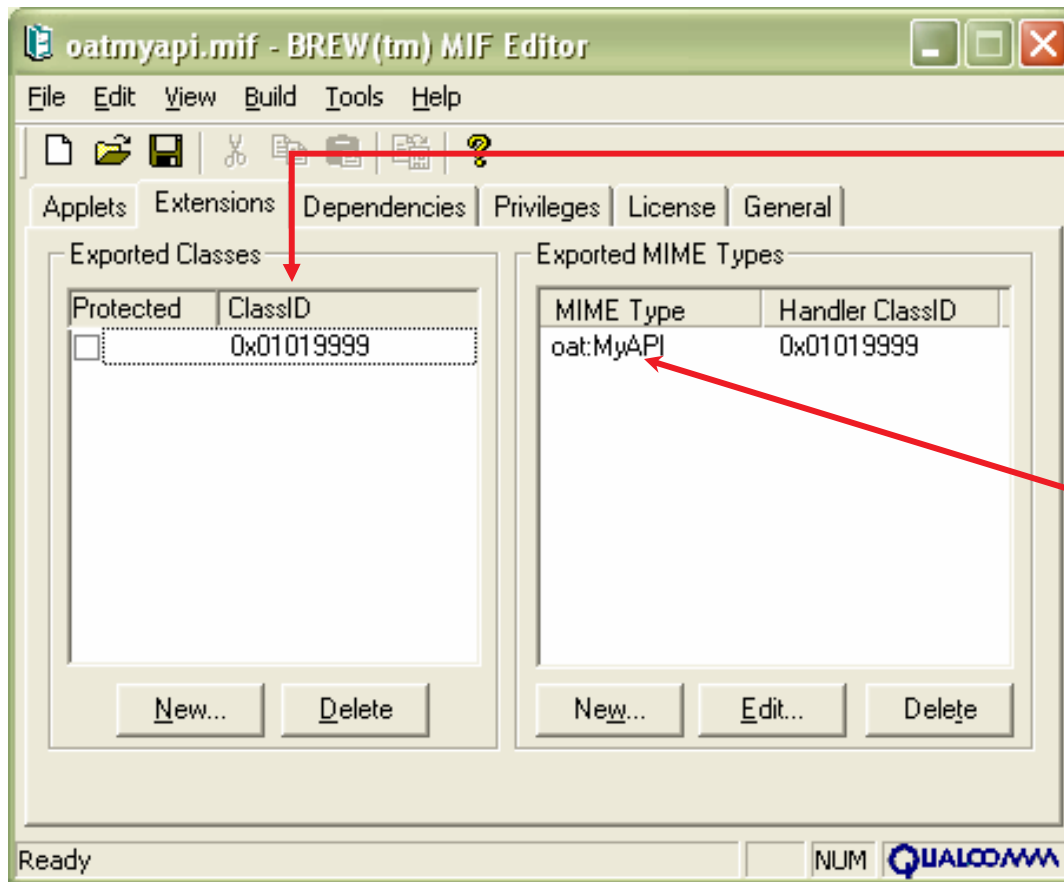 oatmyapi.mif - BREW(tm) MIF Editor
File Edit View Build Tools Help
Applets Extensions Dependencies Privileges License General
Exported Classes
Protected ClassID
0x01019999
New... Delete
Exported MIME Types
MIME Type Handler ClassID
oat:MyAPI 0x01019999
New... Edit... Delete
Ready NUM QUALCOMM